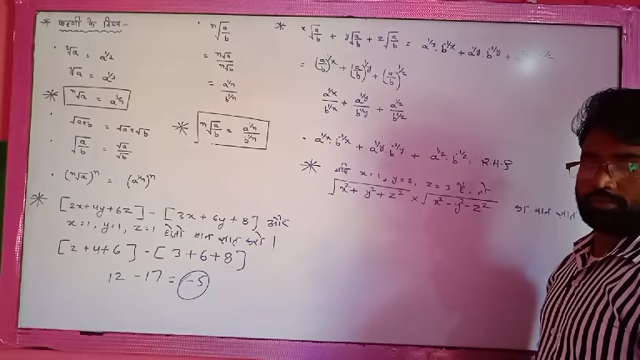 * करणी के नियम-
• ²√a = a^1/2
³√a = a^1/3
* ⁿ√a = a^1/n
• √a×b = √a × √b
• √a/b = √a/√b
• (ⁿ√a)ⁿ = (a^1/n)ⁿ
• ⁿ√a/b
= ⁿ√a/ⁿ√b
= a^1/n/b^1/n
* ⁿ√a/b = a^1/n/b^1/n
* ˣ√a/b + ʸ√a/b + ᶻ√a/b = a^1/x · b^-1/x + a^1/y · b^-1/y +
= (a/b)^1/x + (a/b)^1/y + (a/b)^1/z
a^1/x/b^1/x + a^1/y/b^1/y + a^1/z/b^1/z
= a^1/x · b^-1/x + a^1/y · b^-1/y + a^1/z · b^-1/z, R.H.S
* यदि x=1, y=2, z=3 है, तो
√x²+y²+z² × √x²-y²-z² का मान ज्ञात
* [2x+4y+6z] - [3x+6y+8] और
x=1, y=1, z=1 हो तो मान ज्ञात करो।
[2+4+6] - [3+6+8]
12 - 17 = -5